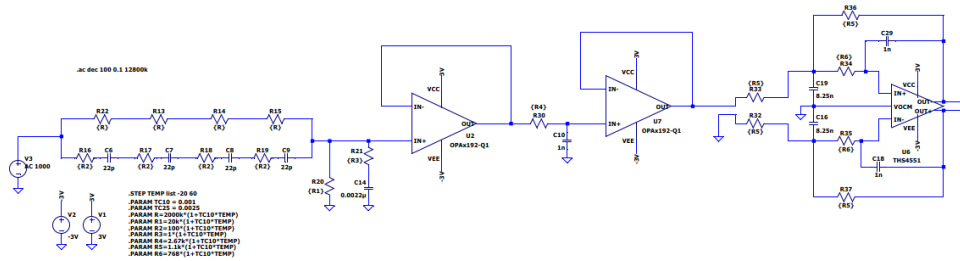 R36
{R5}
C29
1n
{R6}
R34
-3V
-3V
.ac dec 100 0.1 12800k
-3V
VCC
IN-
{R5}
R33
C19
8.25n
IN+
OUT-
VOCM
OUT+
IN-
VEE
-3V
U6
THS4551
R22
{R}
R13
{R}
R14
{R}
R15
{R}
VCC
IN-
OUT
IN+
VEE
-3V
U2
OPAx192-Q1
{R4}
R30
C10
1n
OUT
IN+
VEE
-3V
U7
OPAx192-Q1
R32
{R5}
C16
8.25n
R35
{R6}
C18
1n
R37
{R5}
V3
AC 1000
R16
{R2}
C6
22p
R17
{R2}
C7
22p
R18
{R2}
C8
22p
R19
{R2}
C9
22p
R20
{R1}
R21
{R3}
C14
0.0022µ
-3V
V2
-3V
3V
V1
3V
.STEP TEMP list -20 60
.PARAM TC10 = 0.001
.PARAM TC25 = 0.0025
.PARAM R=2000k*(1+TC10*TEMP)
.PARAM R1=20k*(1+TC10*TEMP)
.PARAM R2=100*(1+TC10*TEMP)
.PARAM R3=1*(1+TC10*TEMP)
.PARAM R4=2.67k*(1+TC10*TEMP)
.PARAM R5=1.1k*(1+TC10*TEMP)
.PARAM R6=768*(1+TC10*TEMP)